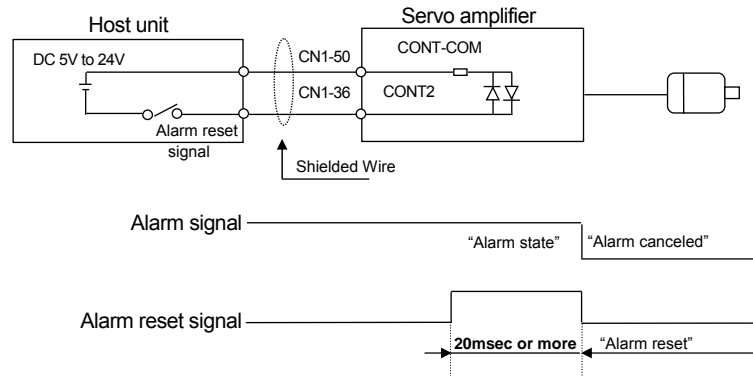 Host unit
Servo amplifier
DC 5V to 24V
CN1-50
CONT-COM
CN1-36
CONT2
Alarm reset
signal
Shielded Wire
Alarm signal
“Alarm state”
“Alarm canceled”
Alarm reset signal
20msec or more
“Alarm reset”